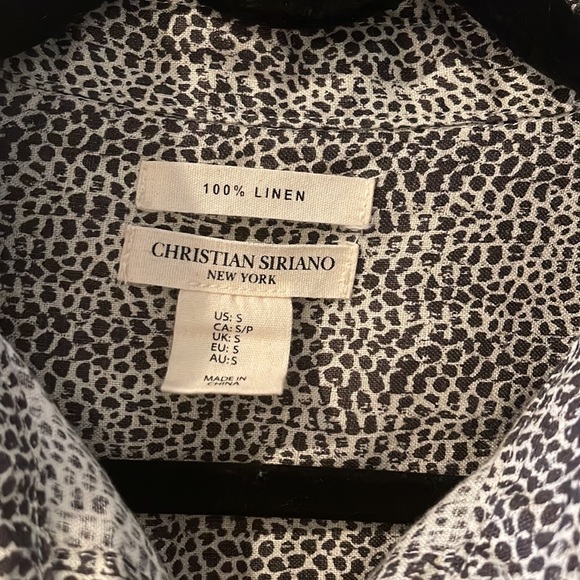 100% LINEN
CHRISTIAN SIRIANO
NEW YORK
US: S
CA: S/P
UK: S
EU: S
AU: S
MADE IN
CHINA